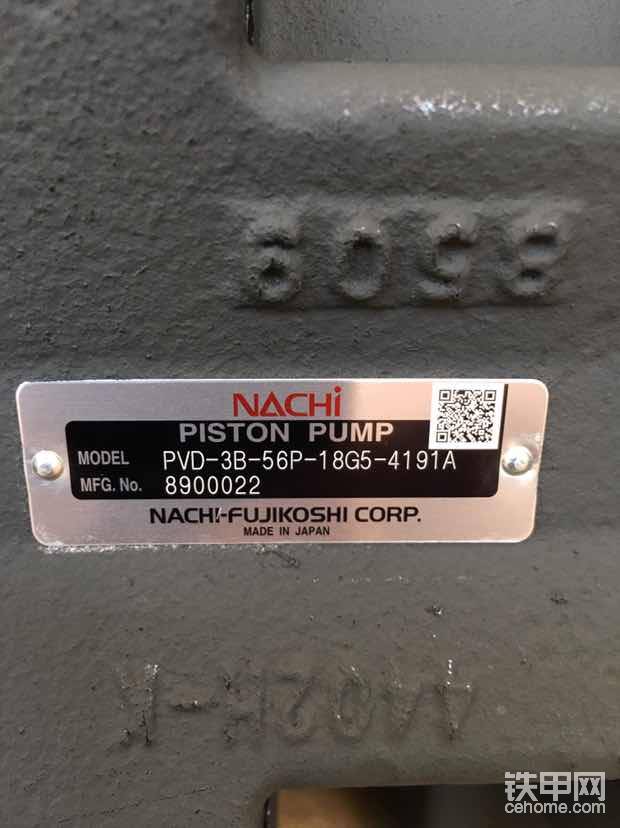 NACHi
PISTON PUMP
MODEL PVD-3B-56P-18G5-4191A
MFG. No. 8900022
NACHI-FUJIKOSHI CORP.
MADE IN JAPAN
铁甲网
cehome.com